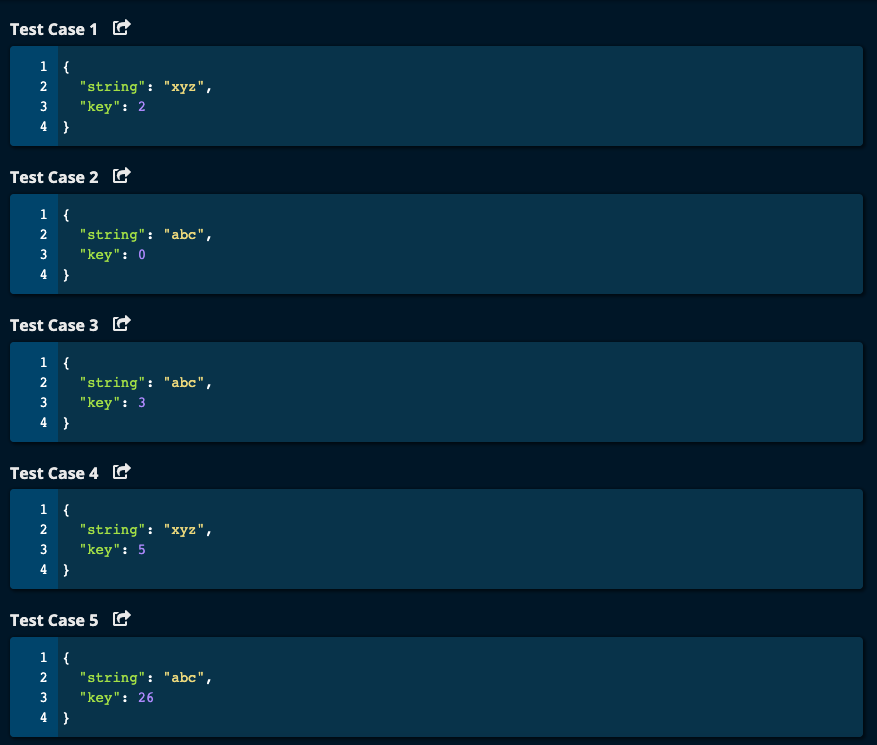 Test Case 1
1 {
2   "string": "xyz",
3   "key": 2
4 }
Test Case 2
1 {
2   "string": "abc",
3   "key": 0
4 }
Test Case 3
1 {
2   "string": "abc",
3   "key": 3
4 }
Test Case 4
1 {
2   "string": "xyz",
3   "key": 5
4 }
Test Case 5
1 {
2   "string": "abc",
3   "key": 26
4 }